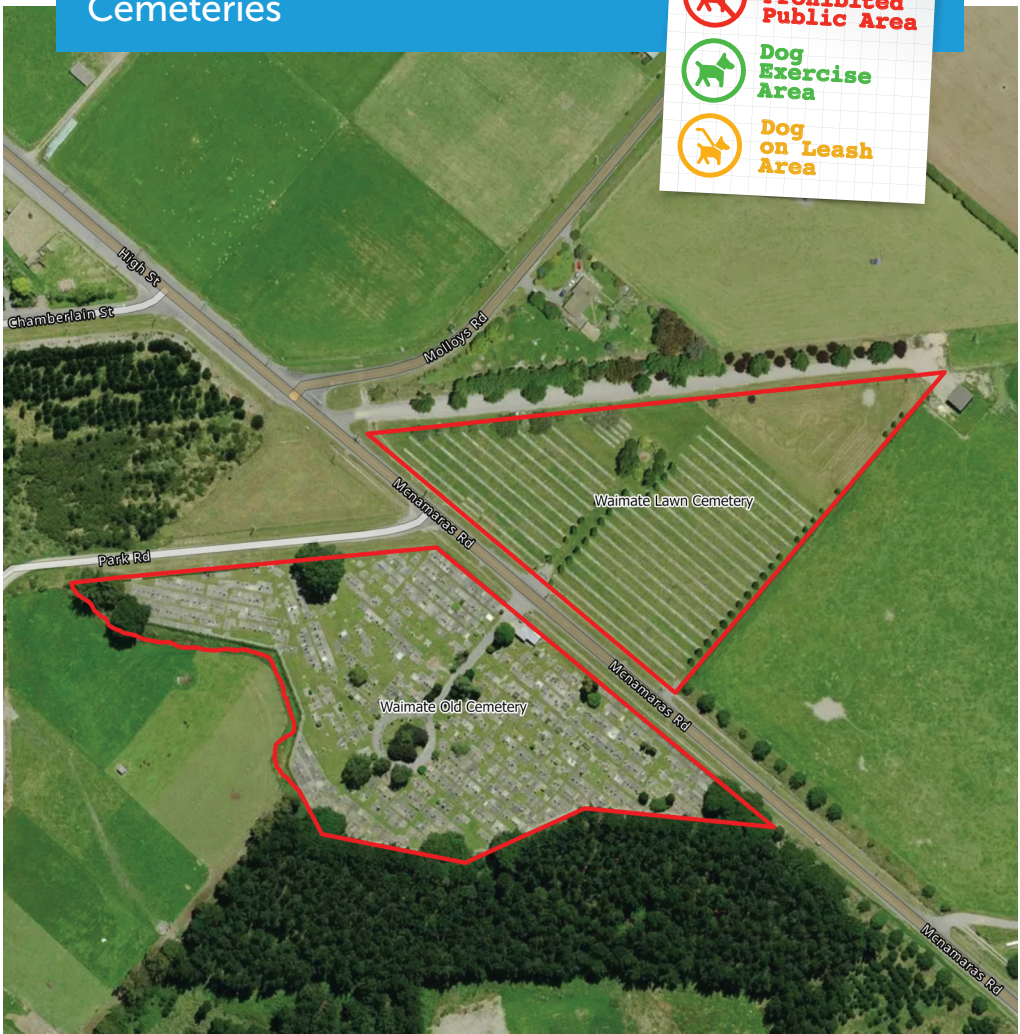 Cemeteries
Prohibited
Public Area
Dog
Exercise
Area
Dog
on Leash
Area
High St
Chamberlain St
Molloys Rd
Mcnamaras Rd
Waimate Lawn Cemetery
Park Rd
Mcnamaras Rd
Waimate Old Cemetery
Mcnamaras Rd